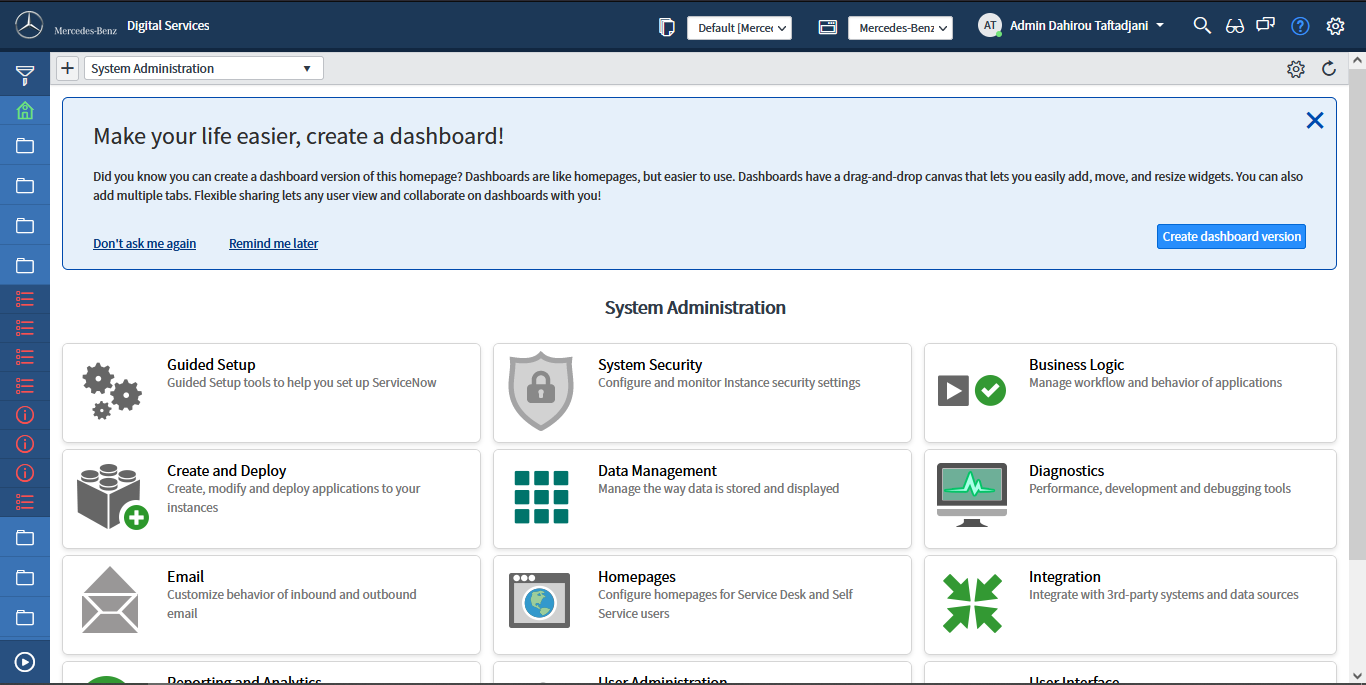 Mercedes-Benz Digital Services
Default [Merce
Mercedes-Benz
AT Admin Dahirou Taftadjani
System Administration
Make your life easier, create a dashboard!
Did you know you can create a dashboard version of this homepage? Dashboards are like homepages, but easier to use. Dashboards have a drag-and-drop canvas that lets you easily add, move, and resize widgets. You can also
add multiple tabs. Flexible sharing lets any user view and collaborate on dashboards with you!
Don't ask me again
Remind me later
Create dashboard version
System Administration
Guided Setup
Guided Setup tools to help you set up ServiceNow
System Security
Configure and monitor Instance security settings
Business Logic
Manage workflow and behavior of applications
Create and Deploy
Create, modify and deploy applications to your
instances
Data Management
Manage the way data is stored and displayed
Diagnostics
Performance, development and debugging tools
Email
Customize behavior of inbound and outbound
email
Homepages
Configure homepages for Service Desk and Self
Service users
Integration
Integrate with 3rd-party systems and data sources
Reporting and Analytics
User Administration
User Interface